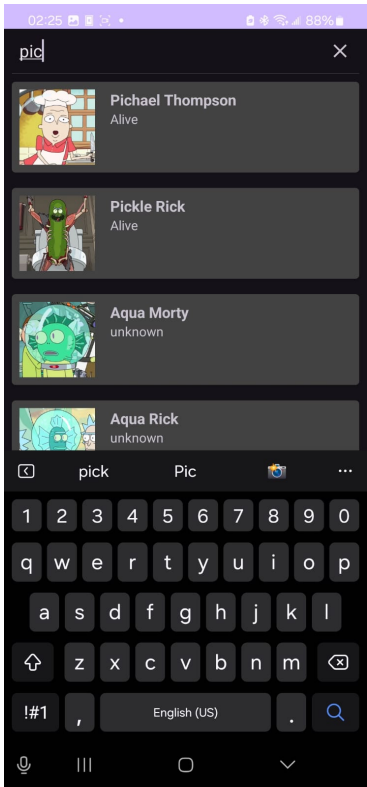 02:25 88%
pic
Pichael Thompson
Alive
Pickle Rick
Alive
Aqua Morty
unknown
Aqua Rick
unknown
pick Pic ...
1 2 3 4 5 6 7 8 9 0
q w e r t y u i o p
a s d f g h j k l
z x c v b n m
!#1 , English (US) .